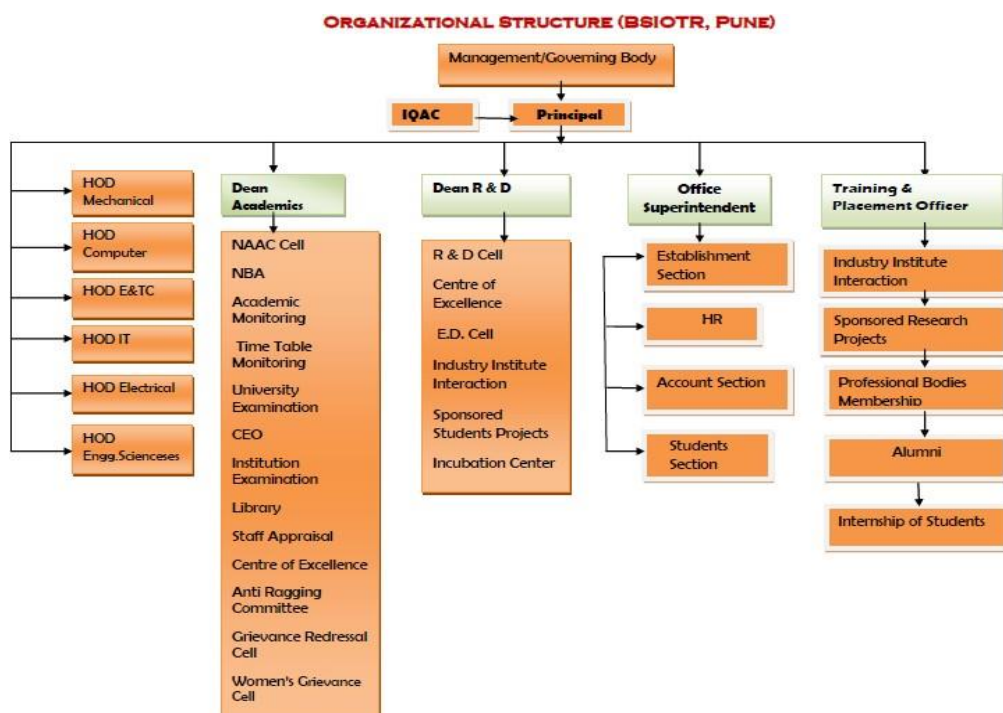 ORGANIZATIONAL STRUCTURE (BSIOTR, PUNE)
Management/Governing Body
IQAC
Principal
HOD
Mechanical
HOD
Computer
HOD E&TC
HOD IT
HOD Electrical
HOD
Engg.Scienceses
Dean
Academics
NAAC Cell
NBA
Academic
Monitoring
Time Table
Monitoring
University
Examination
CEO
Institution
Examination
Library
Staff Appraisal
Centre of Excellence
Anti Ragging
Committee
Grievance Redressal
Cell
Women's Grievance
Cell
Dean R & D
R & D Cell
Centre of
Excellence
E.D. Cell
Industry Institute
Interaction
Sponsored
Students Projects
Incubation Center
Office
Superintendent
Establishment
Section
HR
Account Section
Students
Section
Training &
Placement Officer
Industry Institute
Interaction
Sponsored Research
Projects
Professional Bodies
Membership
Alumni
Internship of Students